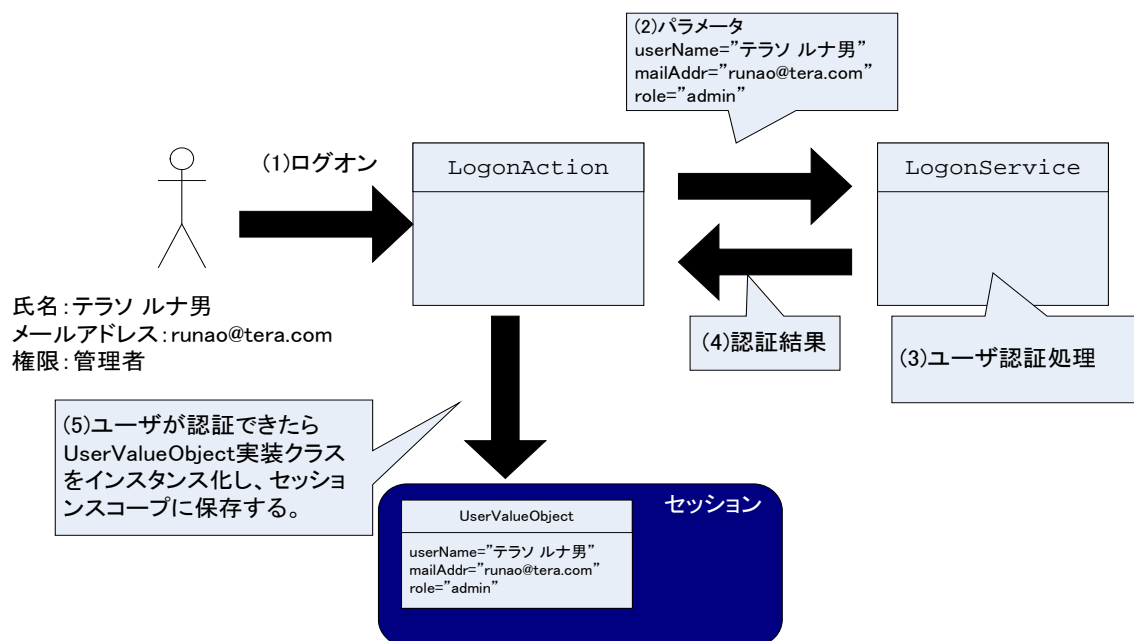 (2)パラメータ
userName=”テラソ ルナ男”
mailAddr=”runao@tera.com”
role=”admin”
(1)ログオン
LogonAction
LogonService
氏名：テラソ ルナ男
メールアドレス：runao@tera.com
権限：管理者
(4)認証結果
(3)ユーザ認証処理
(5)ユーザが認証できたら
UserValueObject実装クラス
をインスタンス化し、セッショ
ンスコープに保存する。
セッション
UserValueObject
userName=”テラソ ルナ男”
mailAddr=”runao@tera.com”
role=”admin”